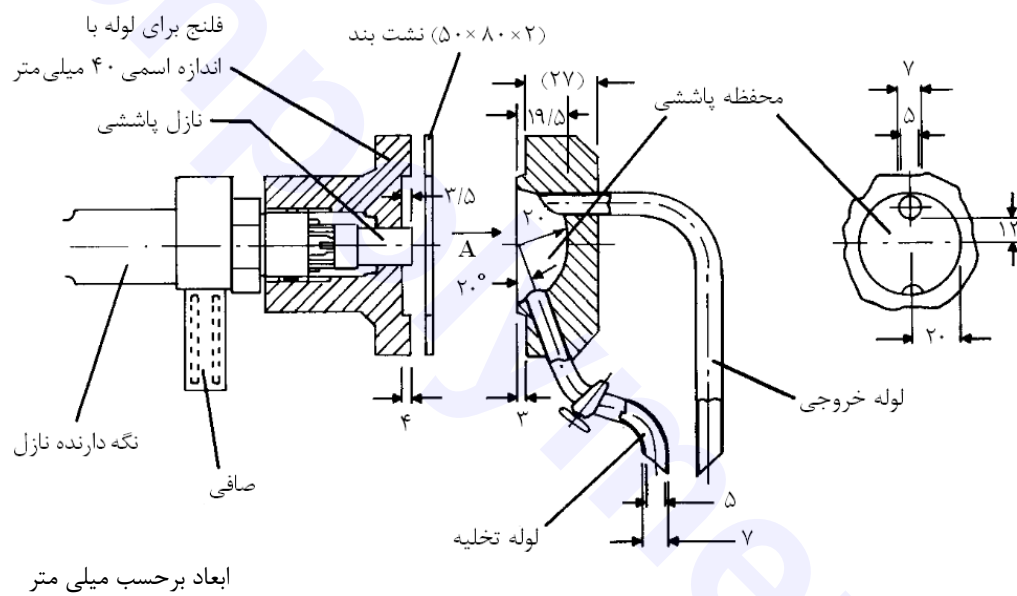 فلنج برای لوله با
اندازه اسمی ۴۰ میلی متر
نازل پاششی
(۵۰×۸۰×۲) نشت بند
(۲۷)
۱۹/۵
محفظه پاششی
۷
۵
۳/۵
۲۰
A
۲۰°
۱۲
۲۰
۴
۳
لوله خروجی
نگه دارنده نازل
صافی
۵
۷
لوله تخلیه
ابعاد برحسب میلی متر